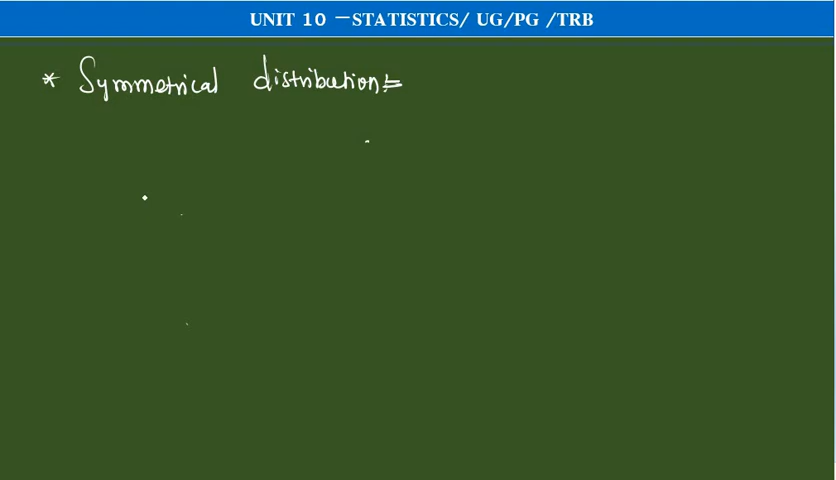 UNIT 10 –STATISTICS/ UG/PG /TRB
* Symmetrical distribution:-